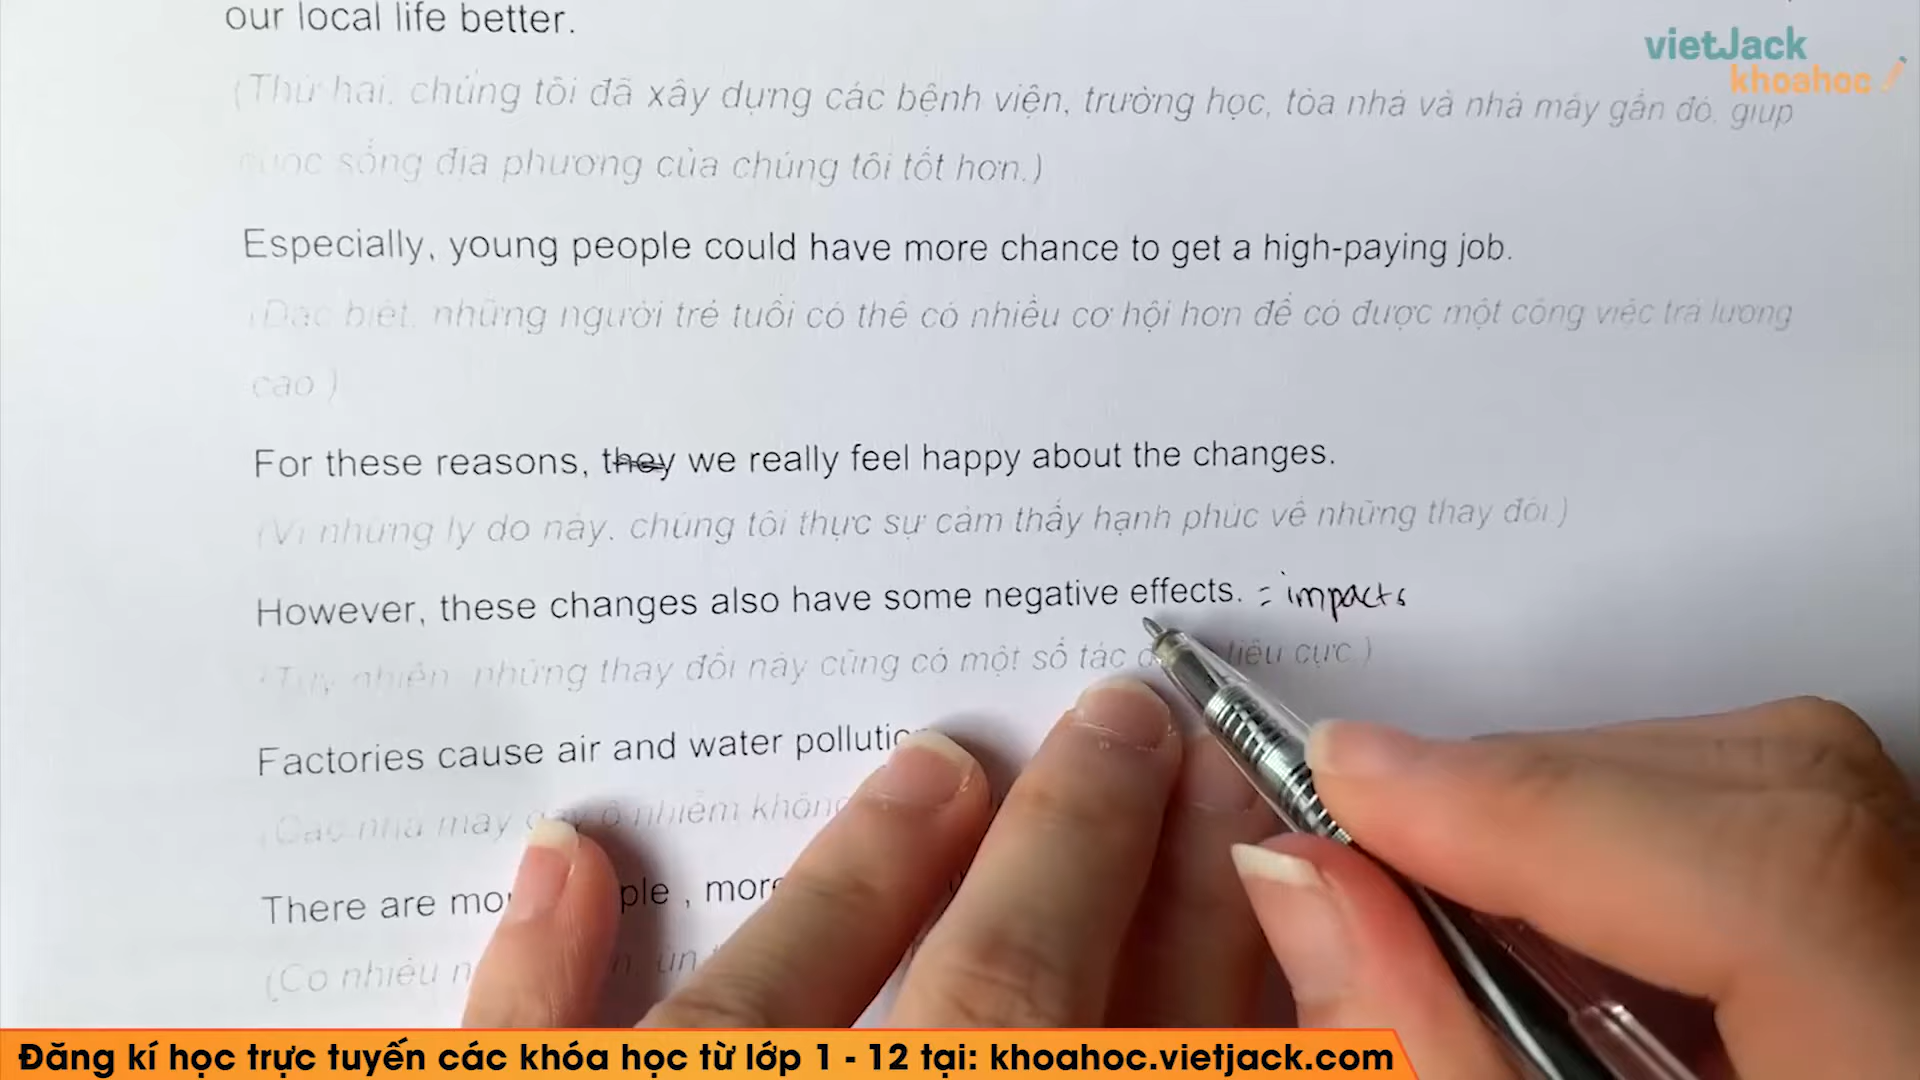 our local life better.
vietJack
khoahoc
(Thứ hai, chúng tôi đã xây dựng các bệnh viện, trường học, tòa nhà và nhà máy gần đó, giúp
cuộc sống địa phương của chúng tôi tốt hơn.)
Especially, young people could have more chance to get a high-paying job.
(Đặc biệt, những người trẻ tuổi có thể có nhiều cơ hội hơn để có được một công việc trả lương
cao.)
For these reasons, they we really feel happy about the changes.
(Vì những lý do này, chúng tôi thực sự cảm thấy hạnh phúc về những thay đổi.)
However, these changes also have some negative effects. = impacts
(Tuy nhiên, những thay đổi này cũng có một số tác tiêu cực.)
Factories cause air and water
(Các nhà máy gây ô nhiễm không
There are
(Có nhiều
Đăng kí học trực tuyến các khóa học từ lớp 1 - 12 tại: khoahoc.vietjack.com